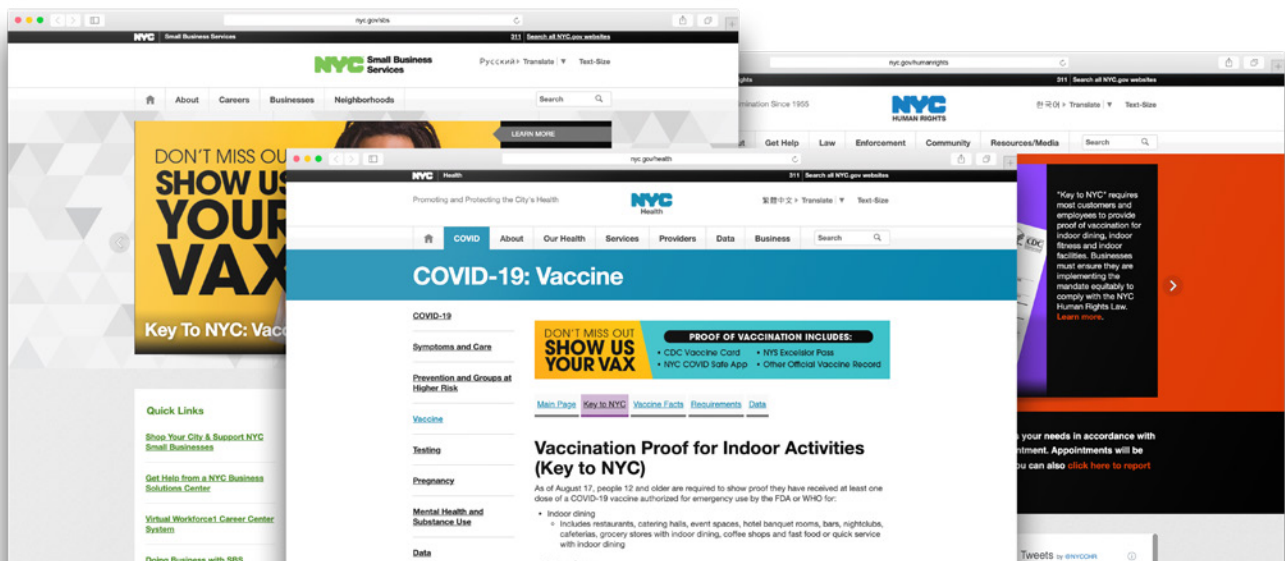 nyc.gov/sbs
NYC Small Business Services
311 Search all NYC.gov websites
NYC Small Business
Services
Русский Translate ▼ Text-Size
About Careers Businesses Neighborhoods Search
LEARN MORE
DON'T MISS OU
SHOW US
YOUR
VAX
Key To NYC: Vacc
Quick Links
Shop Your City & Support NYC
Small Businesses
Get Help from a NYC Business
Solutions Center
Virtual Workforce1 Career Center
System
Doing Business with SBS
nyc.gov/health
NYC Health
311 Search all NYC.gov websites
Promoting and Protecting the City's Health
NYC
Health
繁體中文 Translate ▼ Text-Size
COVID About Our Health Services Providers Data Business Search
COVID-19: Vaccine
COVID-19
Symptoms and Care
Prevention and Groups at
Higher Risk
Vaccine
Testing
Pregnancy
Mental Health and
Substance Use
Data
DON'T MISS OUT
SHOW US
YOUR VAX
PROOF OF VACCINATION INCLUDES:
• CDC Vaccine Card • NYS Excelsior Pass
• NYC COVID Safe App • Other Official Vaccine Record
Main Page Key to NYC Vaccine Facts Requirements Data
Vaccination Proof for Indoor Activities
(Key to NYC)
As of August 17, people 12 and older are required to show proof they have received at least one
dose of a COVID-19 vaccine authorized for emergency use by the FDA or WHO for:
• Indoor dining
Includes restaurants, catering halls, event spaces, hotel banquet rooms, bars, nightclubs,
cafeterias, grocery stores with indoor dining, coffee shops and fast food or quick service
with indoor dining
nyc.gov/humanrights
ghts
311 Search all NYC.gov websites
mination Since 1955
NYC
HUMAN RIGHTS
한국어 Translate ▼ Text-Size
ut Get Help Law Enforcement Community Resources/Media Search
CDC
"Key to NYC" requires
most customers and
employees to provide
proof of vaccination for
indoor dining, indoor
fitness and indoor
facilities. Businesses
must ensure they are
implementing the
mandate equitably to
comply with the NYC
Human Rights Law.
Learn more.
your needs in accordance with
ntment. Appointments will be
ou can also click here to report
Tweets by @NYCCHR